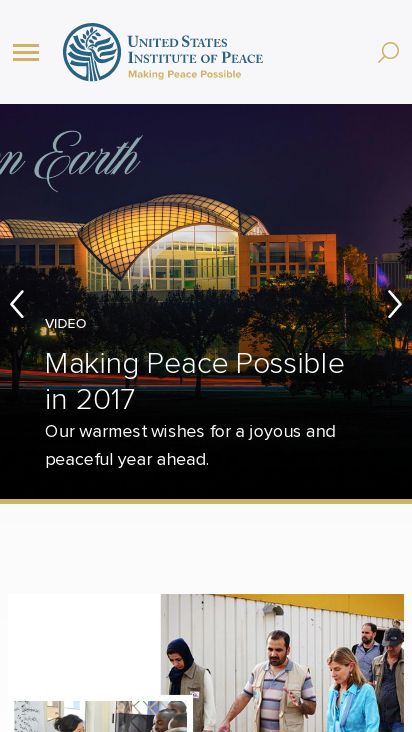 UNITED STATES
INSTITUTE OF PEACE
Making Peace Possible
n Earth
VIDEO
Making Peace Possible
in 2017
Our warmest wishes for a joyous and
peaceful year ahead.